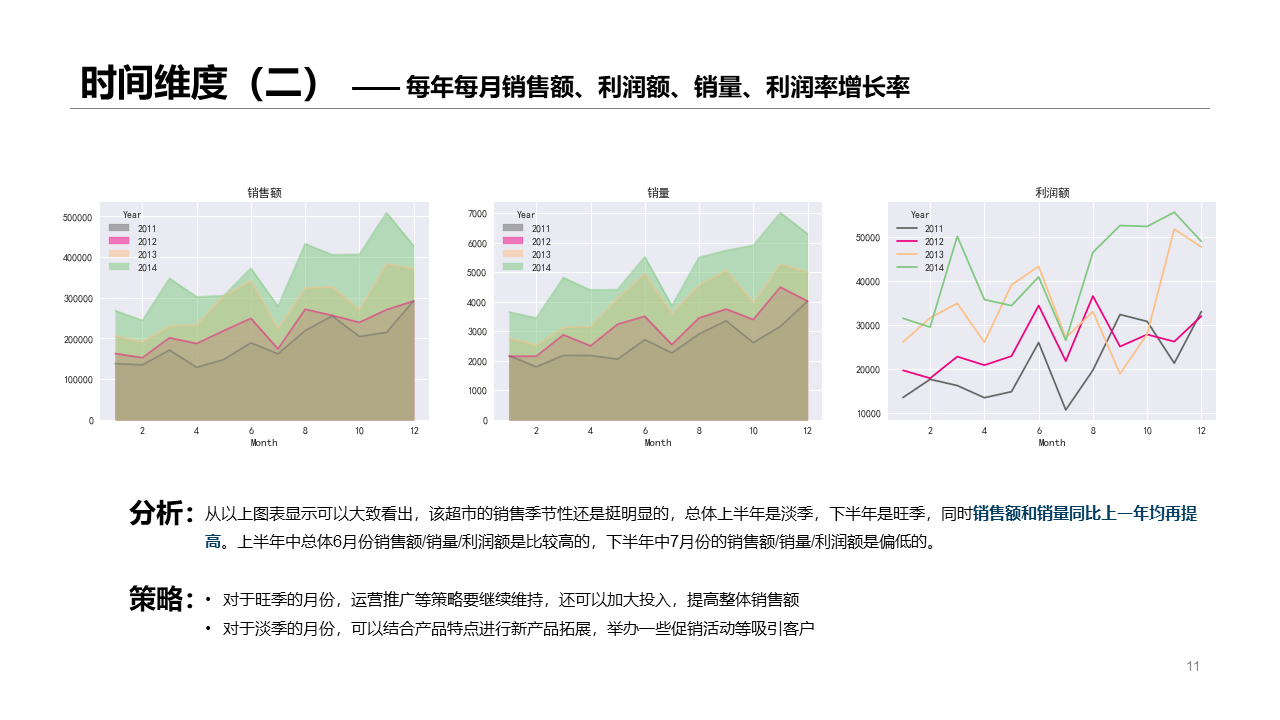 时间维度（二） —— 每年每月销售额、利润额、销量、利润率增长率
销售额
Year
2011
2012
2013
2014
500000
400000
300000
200000
100000
0
2 4 6 8 10 12
Month
销量
Year
2011
2012
2013
2014
7000
6000
5000
4000
3000
2000
1000
0
2 4 6 8 10 12
Month
利润额
Year
2011
2012
2013
2014
50000
40000
30000
20000
10000
2 4 6 8 10 12
Month
分析：从以上图表显示可以大致看出，该超市的销售季节性还是挺明显的，总体上半年是淡季，下半年是旺季，同时销售额和销量同比上一年均再提
高。上半年中总体6月份销售额/销量/利润额是比较高的，下半年中7月份的销售额/销量/利润额是偏低的。
策略：• 对于旺季的月份，运营推广等策略要继续维持，还可以加大投入，提高整体销售额
• 对于淡季的月份，可以结合产品特点进行新产品拓展，举办一些促销活动等吸引客户
11